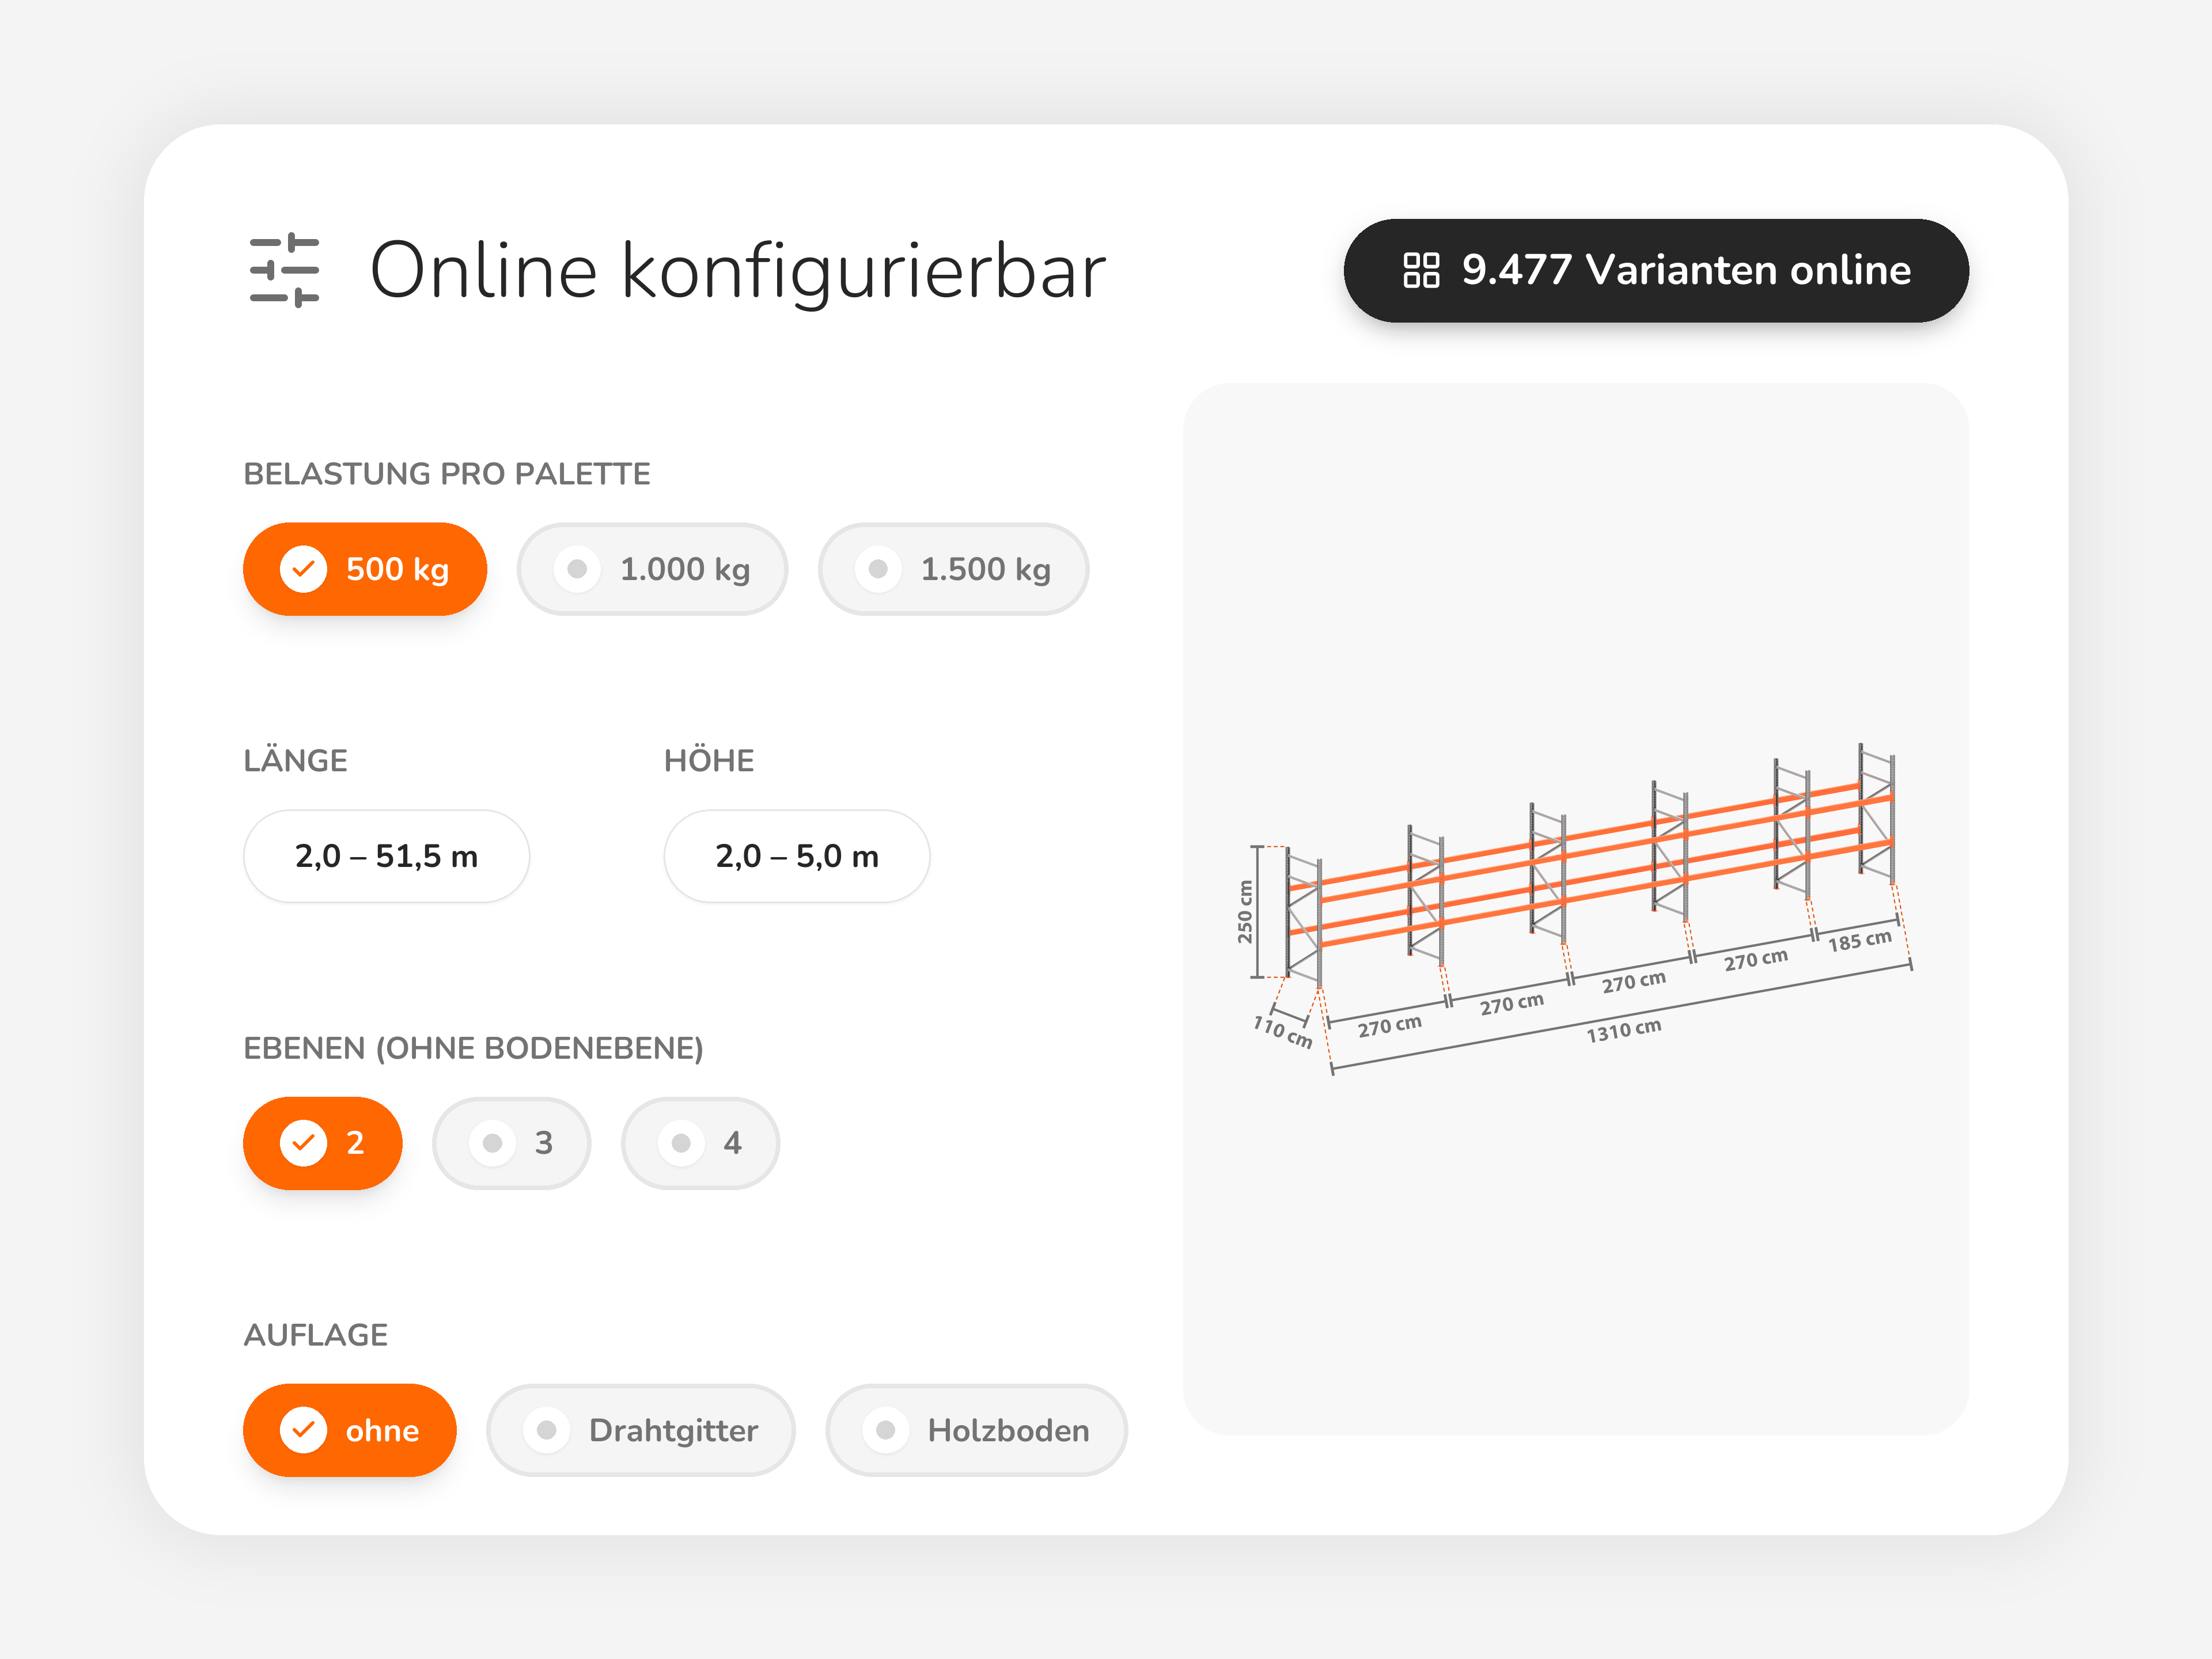 Online konfigurierbar
9.477 Varianten online
BELASTUNG PRO PALETTE
500 kg
1.000 kg
1.500 kg
LÄNGE
HÖHE
2,0 – 51,5 m
2,0 – 5,0 m
EBENEN (OHNE BODENEBENE)
2
3
4
AUFLAGE
ohne
Drahtgitter
Holzboden
250 cm
110 cm
270 cm
270 cm
270 cm
270 cm
185 cm
1310 cm